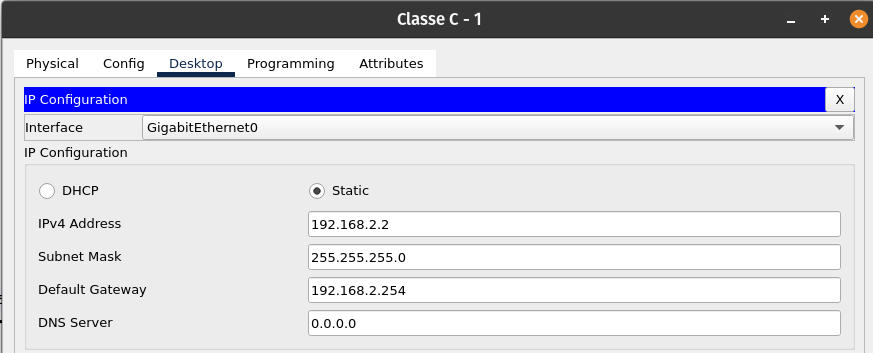 Classe C - 1
Physical Config Desktop Programming Attributes
IP Configuration X
Interface GigabitEthernet0
IP Configuration
DHCP Static
IPv4 Address 192.168.2.2
Subnet Mask 255.255.255.0
Default Gateway 192.168.2.254
DNS Server 0.0.0.0